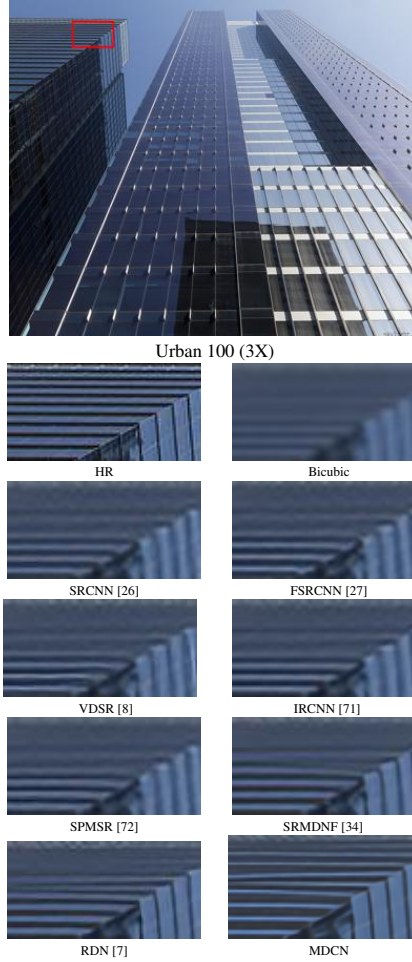 Urban 100 (3X)
HR
Bicubic
SRCNN [26]
FSRCNN [27]
VDSR [8]
IRCNN [71]
SPMSR [72]
SRMDNF [34]
RDN [7]
MDCN